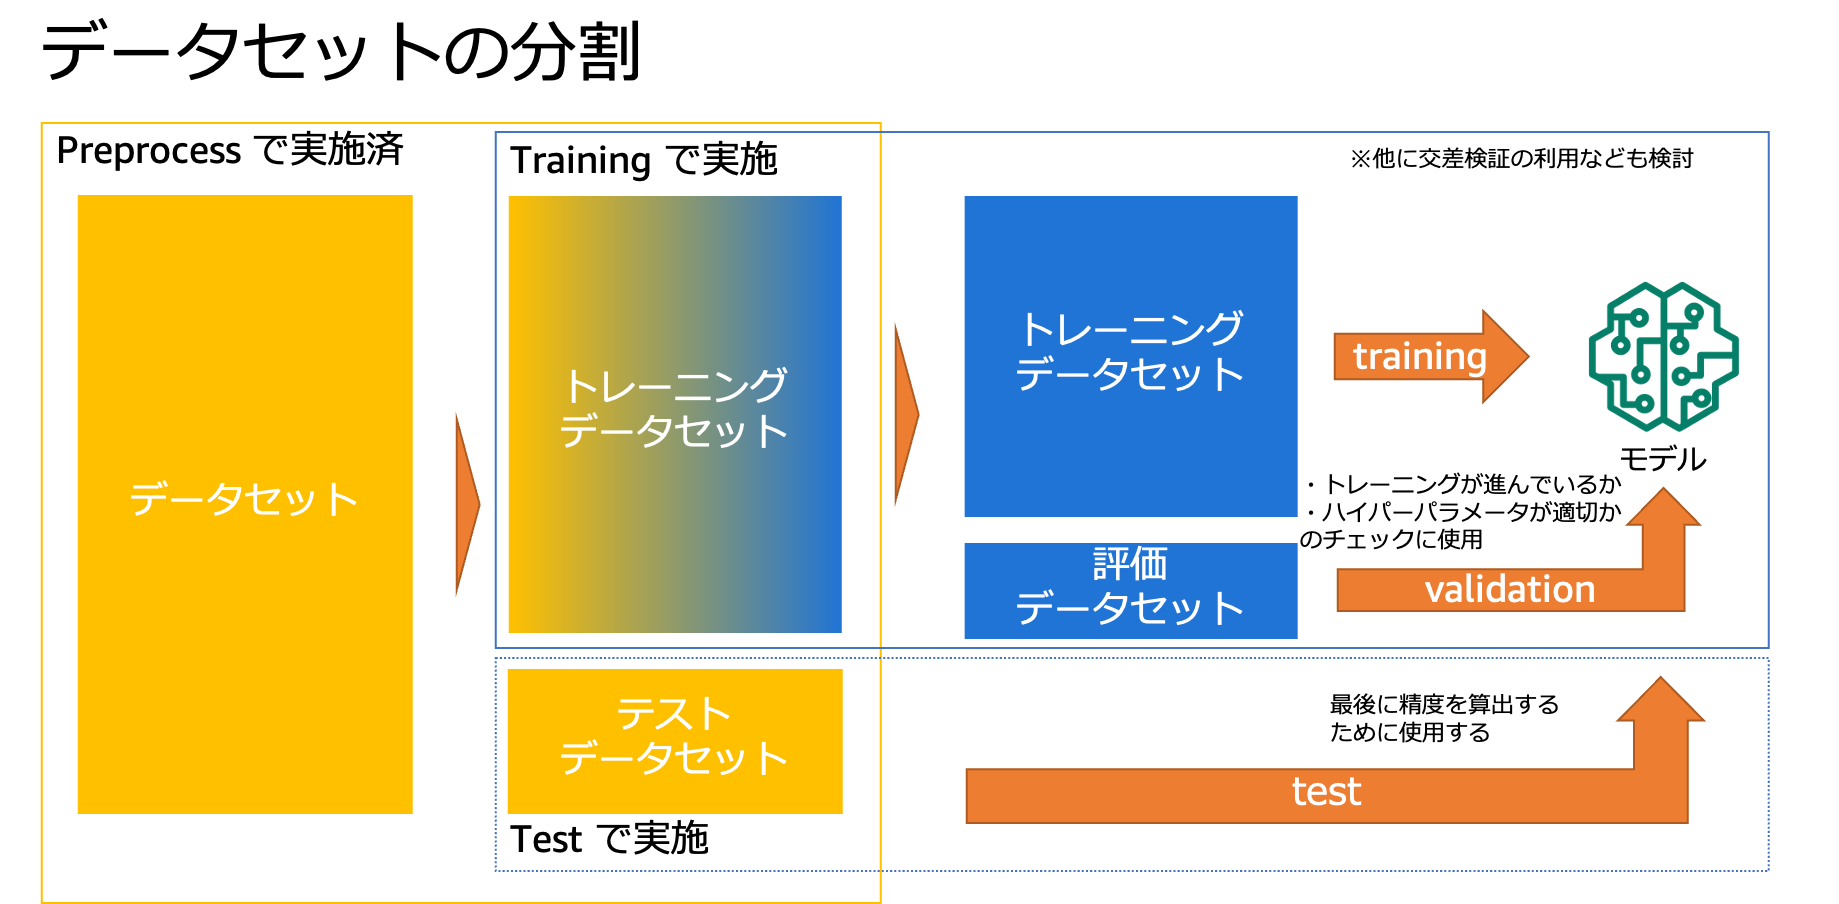 データセットの分割
Preprocess で実施済
データセット
Training で実施
※他に交差検証の利用なども検討
トレーニング
データセット
トレーニング
データセット
training
モデル
・トレーニングが進んでいるか
・ハイパーパラメータが適切か
のチェックに使用
評価
データセット
validation
テスト
データセット
Test で実施
最後に精度を算出する
ために使用する
test